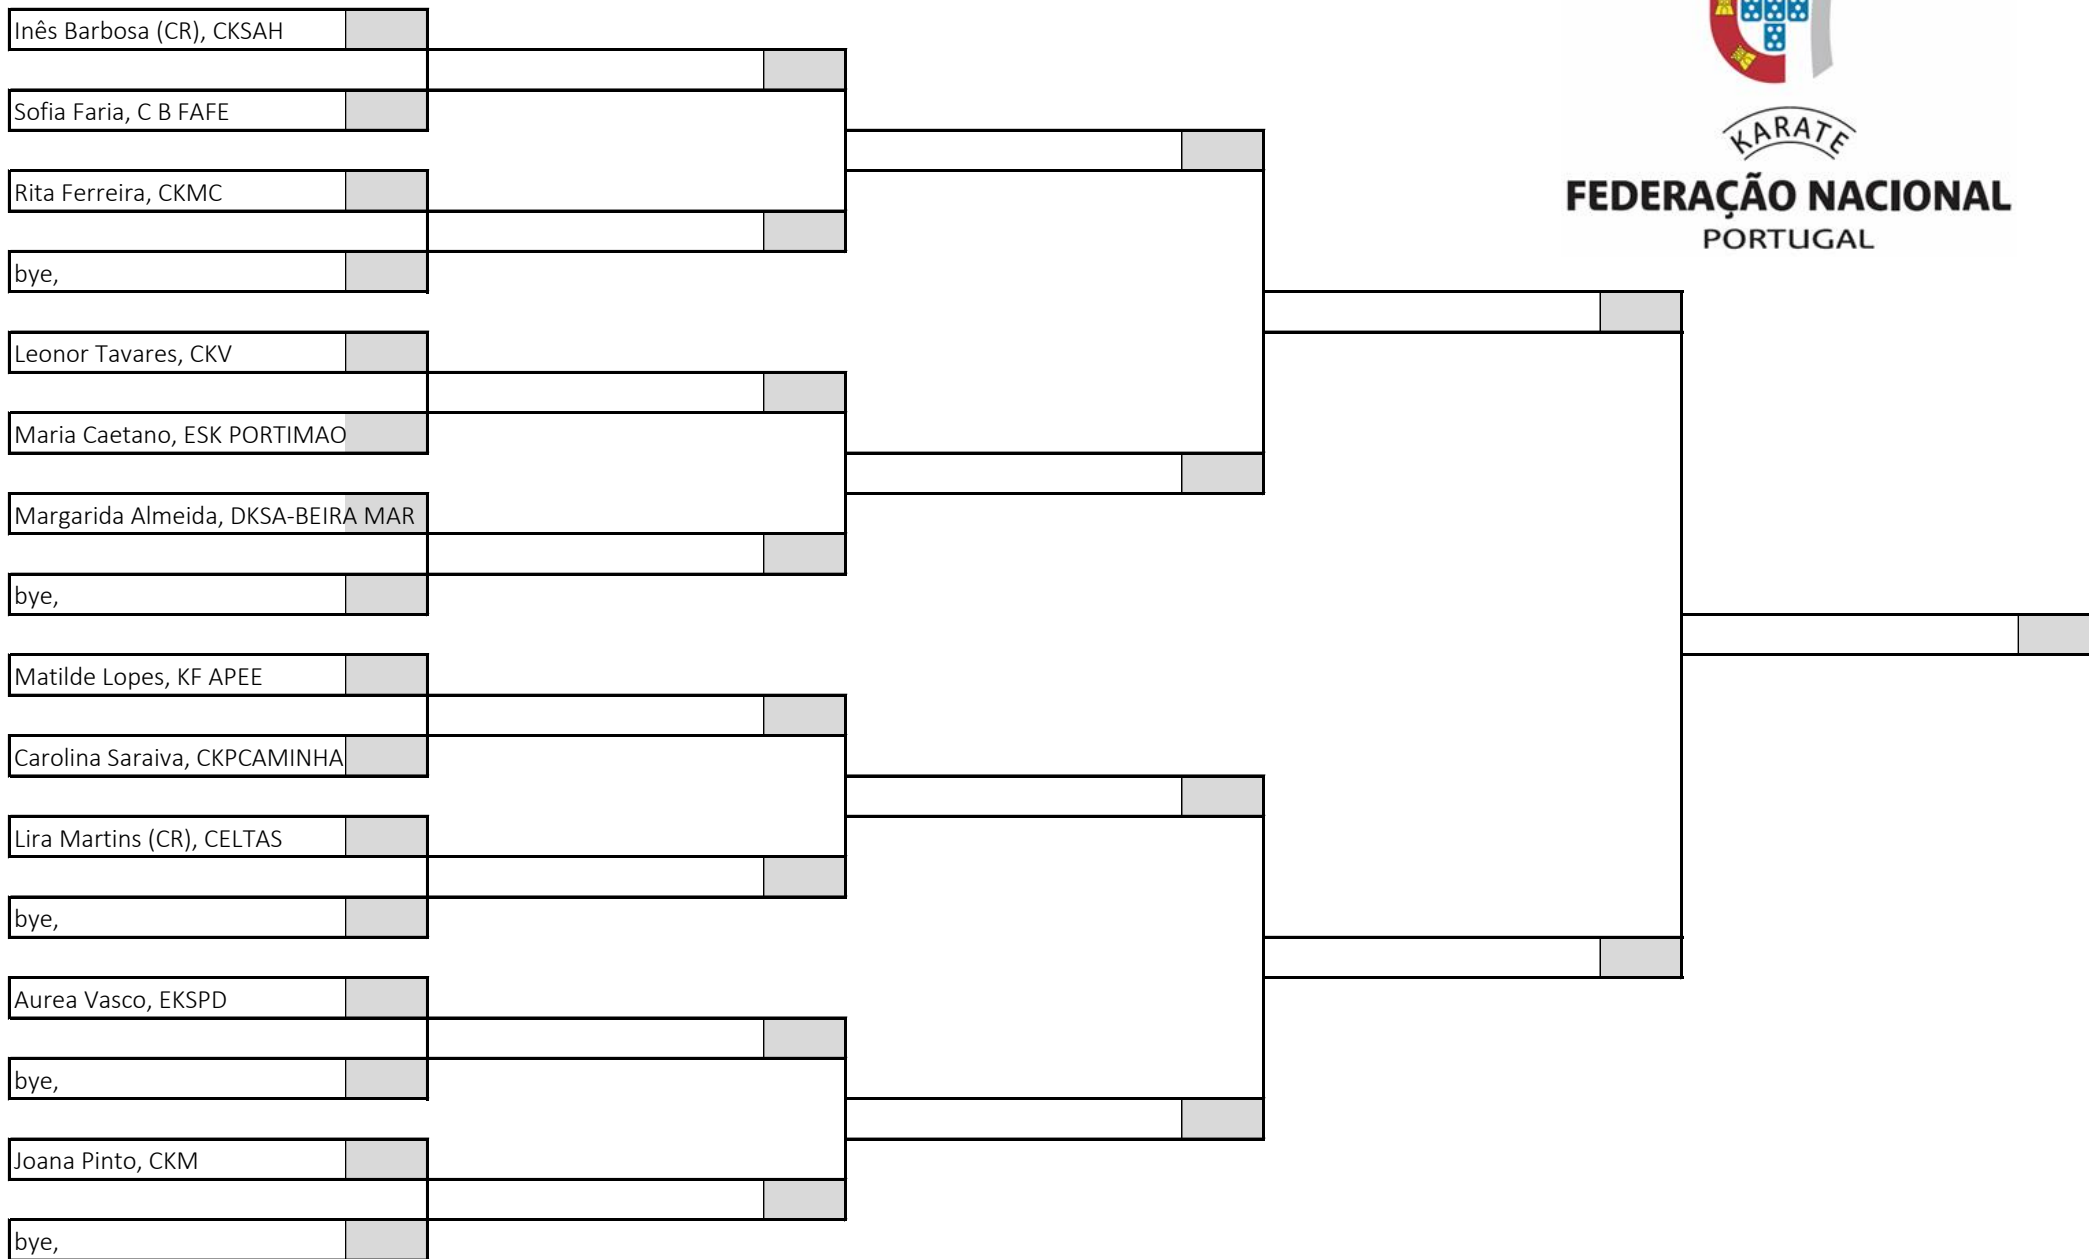 Inês Barbosa (CR), CKSAH
Sofia Faria, C B FAFE
KARATE
Rita Ferreira, CKMC
FEDERAÇÃO NACIONAL
PORTUGAL
bye,
Leonor Tavares, CKV
Maria Caetano, ESK PORTIMAO
Margarida Almeida, DKSA-BEIRA MAR
bye,
Matilde Lopes, KF APEE
Carolina Saraiva, CKPCAMINHA
Lira Martins (CR), CELTAS
bye,
Aurea Vasco, EKSPD
bye,
Joana Pinto, CKM
bye,